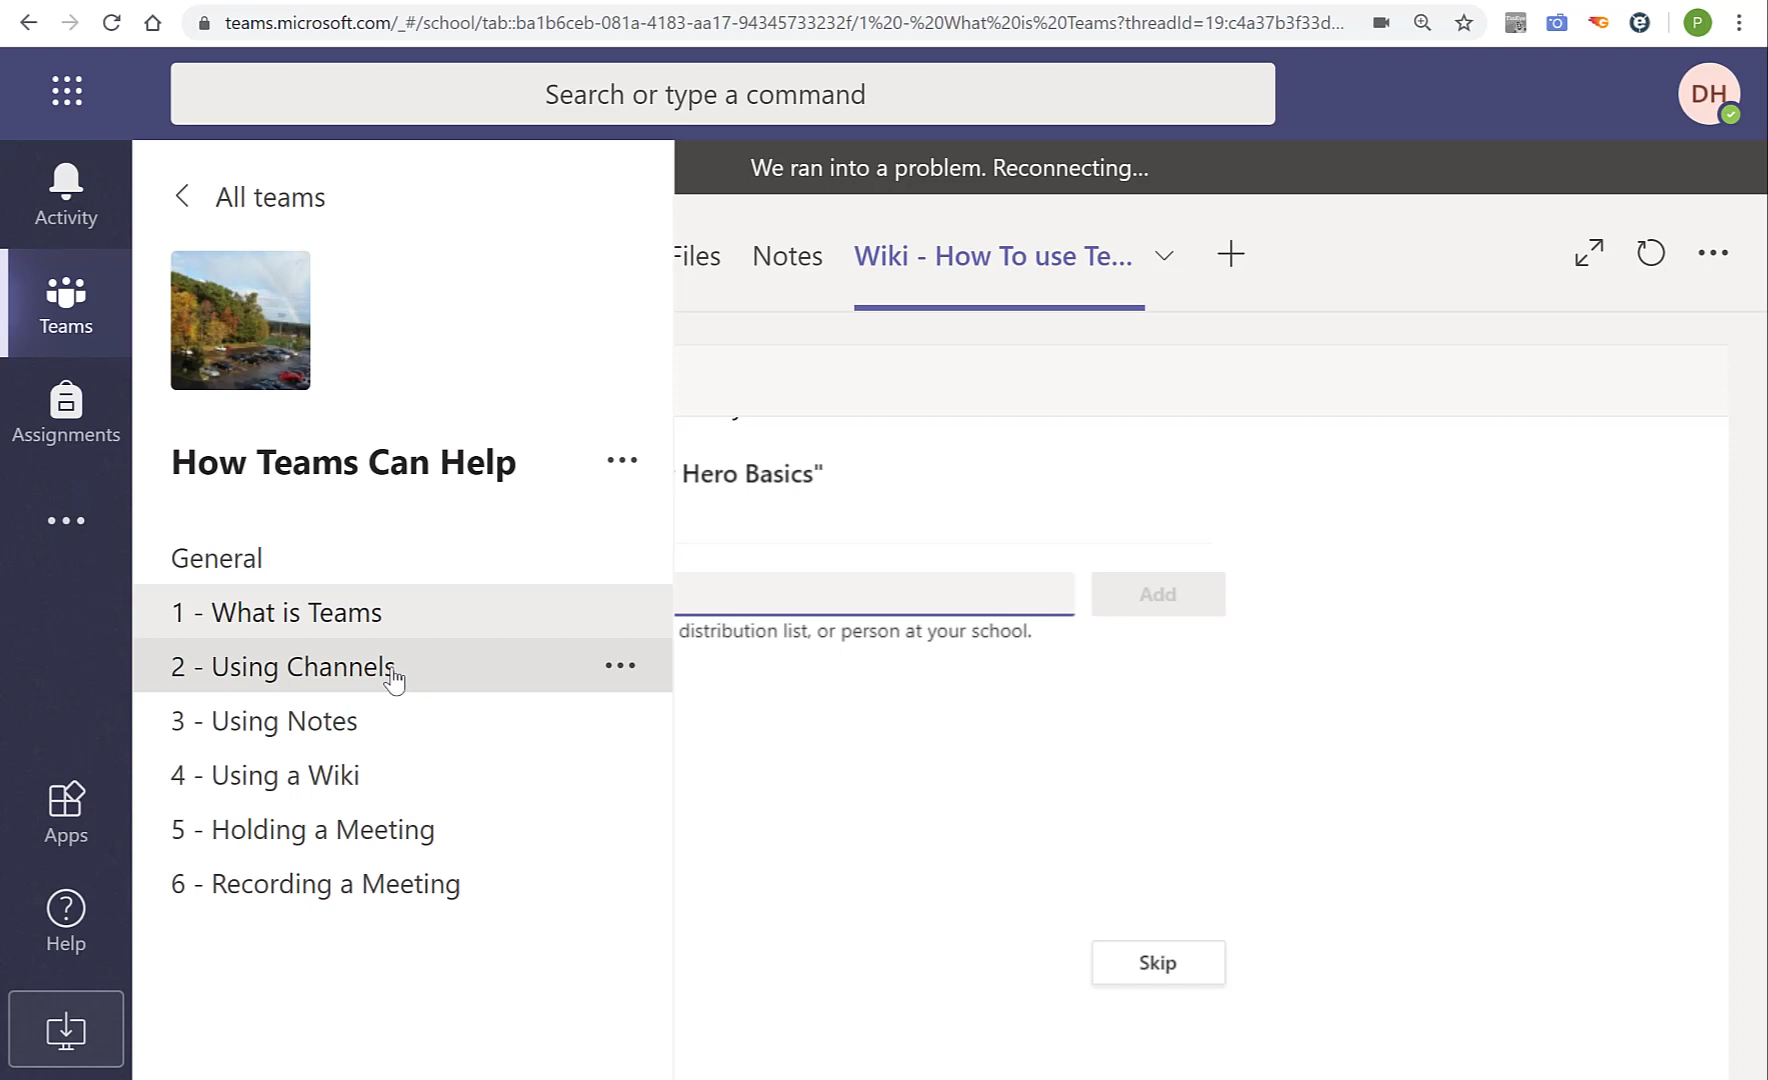 teams.microsoft.com/_#/school/tab::ba1b6ceb-081a-4183-aa17-94345733232f/1%20-%20What%20is%20Teams?threadId=19:c4a37b3f33d...
P
Search or type a command
DH
We ran into a problem. Reconnecting...
Activity
Teams
Assignments
Apps
Help
All teams
How Teams Can Help
General
1 - What is Teams
2 - Using Channels
3 - Using Notes
4 - Using a Wiki
5 - Holding a Meeting
6 - Recording a Meeting
Files
Notes
Wiki - How To use Te...
Hero Basics"
Add
distribution list, or person at your school.
Skip